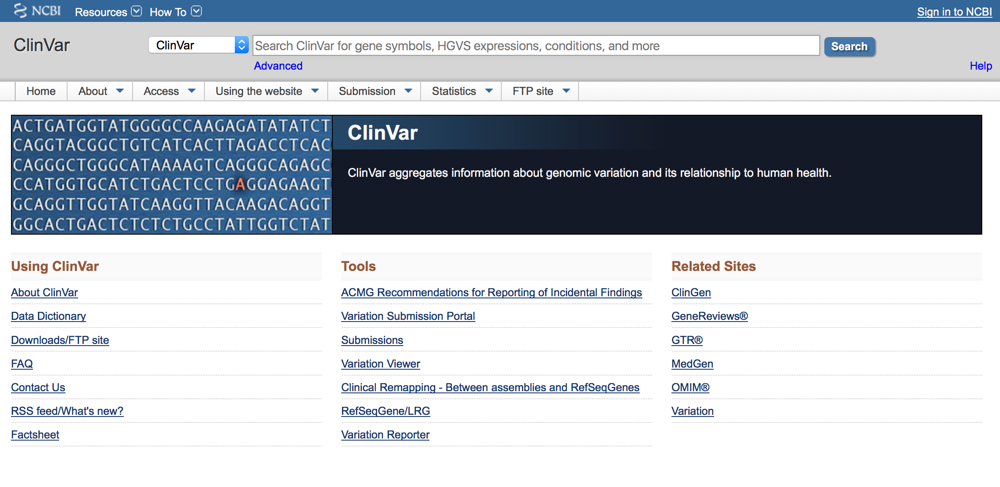 NCBI Resources How To Sign in to NCBI
ClinVar ClinVar Search ClinVar for gene symbols, HGVS expressions, conditions, and more Search
Advanced Help
Home About Access Using the website Submission Statistics FTP site
ACTGATGGTATGGGGCCAAGAGATATATCT
CAGGTACGGCTGTCATCACTTAGACCTCAC
CAGGGCTGGGCATAAAAGTCAGGGCAGAGC
CCATGGTGCATCTGACTCCTGAGGAGAAGT
GCAGGTTGGTATCAAGGTTACAAGACAGGT
GGCACTGACTCTCTCTGCCTATTGGTCTAT
ClinVar
ClinVar aggregates information about genomic variation and its relationship to human health.
Using ClinVar
About ClinVar
Data Dictionary
Downloads/FTP site
FAQ
Contact Us
RSS feed/What's new?
Factsheet
Tools
ACMG Recommendations for Reporting of Incidental Findings
Variation Submission Portal
Submissions
Variation Viewer
Clinical Remapping - Between assemblies and RefSeqGenes
RefSeqGene/LRG
Variation Reporter
Related Sites
ClinGen
GeneReviews®
GTR®
MedGen
OMIM®
Variation